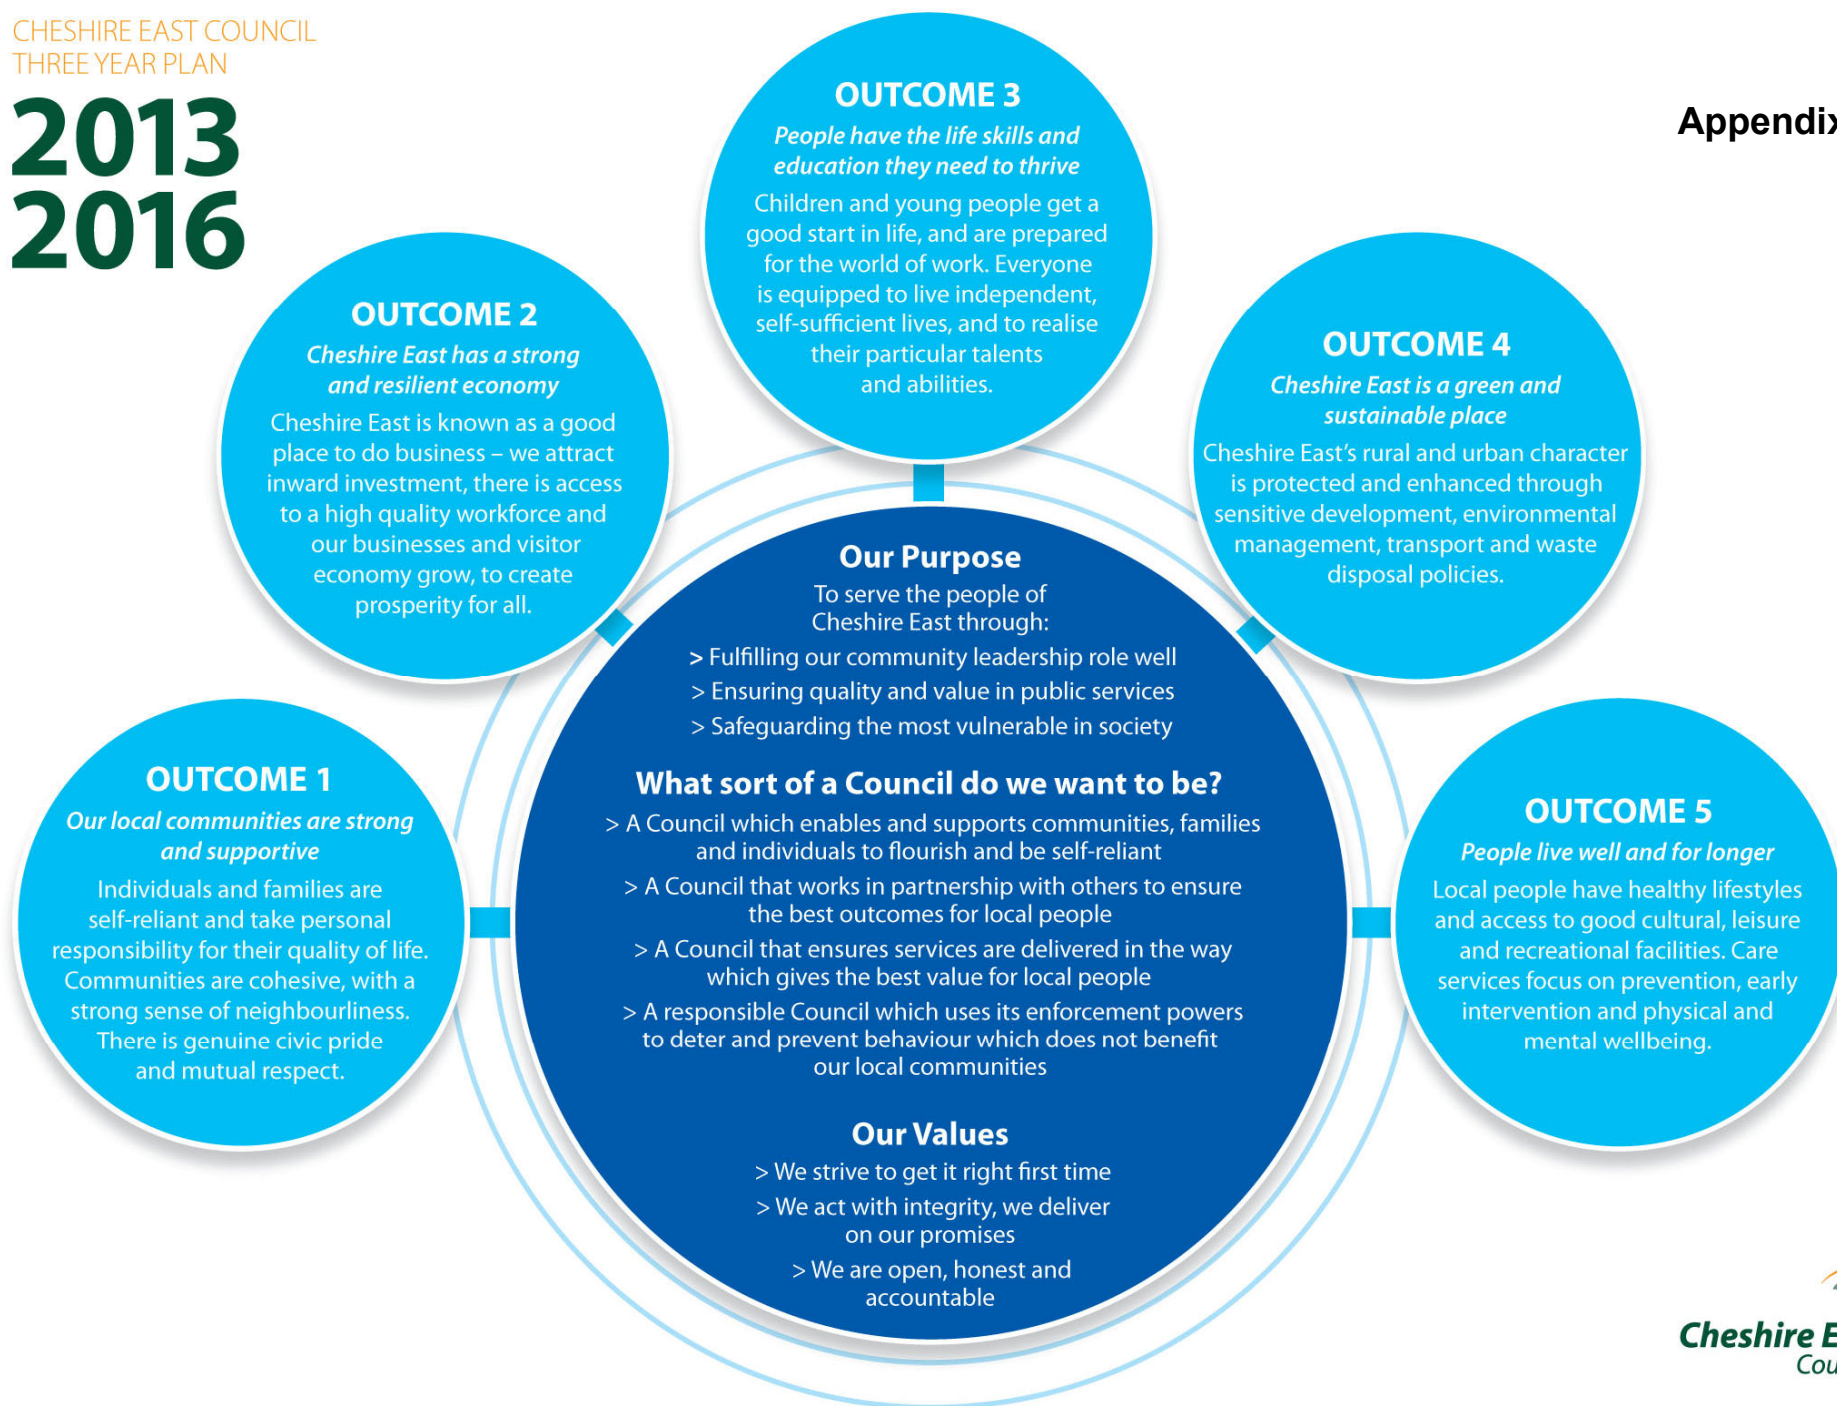 CHESHIRE EAST COUNCIL
THREE YEAR PLAN
2013
2016
Appendix
OUTCOME 1
Our local communities are strong
and supportive
Individuals and families are
self-reliant and take personal
responsibility for their quality of life.
Communities are cohesive, with a
strong sense of neighbourliness.
There is genuine civic pride
and mutual respect.
OUTCOME 2
Cheshire East has a strong
and resilient economy
Cheshire East is known as a good
place to do business – we attract
inward investment, there is access
to a high quality workforce and
our businesses and visitor
economy grow, to create
prosperity for all.
OUTCOME 3
People have the life skills and
education they need to thrive
Children and young people get a
good start in life, and are prepared
for the world of work. Everyone
is equipped to live independent,
self-sufficient lives, and to realise
their particular talents
and abilities.
OUTCOME 4
Cheshire East is a green and
sustainable place
Cheshire East's rural and urban character
is protected and enhanced through
sensitive development, environmental
management, transport and waste
disposal policies.
OUTCOME 5
People live well and for longer
Local people have healthy lifestyles
and access to good cultural, leisure
and recreational facilities. Care
services focus on prevention, early
intervention and physical and
mental wellbeing.
Our Purpose
To serve the people of
Cheshire East through:
> Fulfilling our community leadership role well
> Ensuring quality and value in public services
> Safeguarding the most vulnerable in society
What sort of a Council do we want to be?
> A Council which enables and supports communities, families
and individuals to flourish and be self-reliant
> A Council that works in partnership with others to ensure
the best outcomes for local people
> A Council that ensures services are delivered in the way
which gives the best value for local people
> A responsible Council which uses its enforcement powers
to deter and prevent behaviour which does not benefit
our local communities
Our Values
> We strive to get it right first time
> We act with integrity, we deliver
on our promises
> We are open, honest and
accountable
Cheshire E
Cou